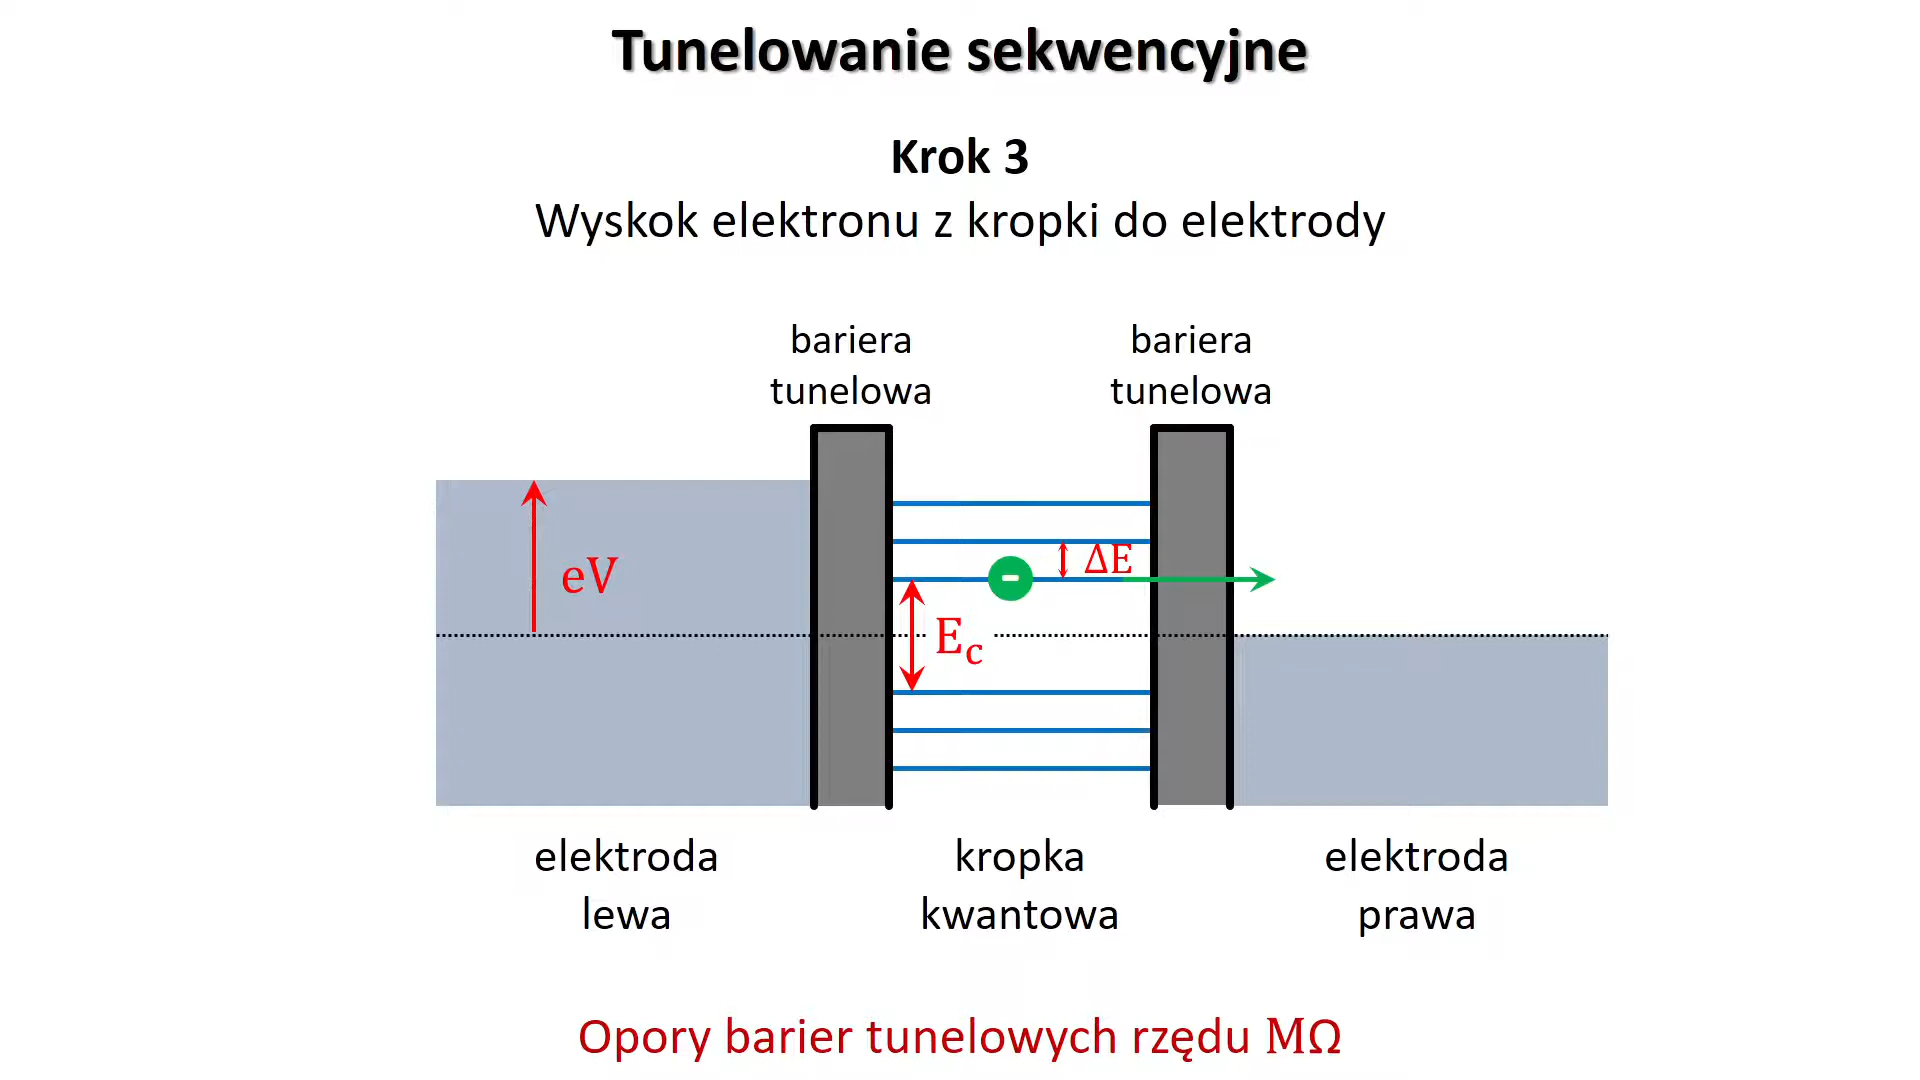 Tunelowanie sekwencyjne
Krok 3
Wyskok elektronu z kropki do elektrody
bariera
tunelowa
bariera
tunelowa
eV
ΔE
-
E_c
elektroda
lewa
kropka
kwantowa
elektroda
prawa
Opory barier tunelowych rzędu MΩ